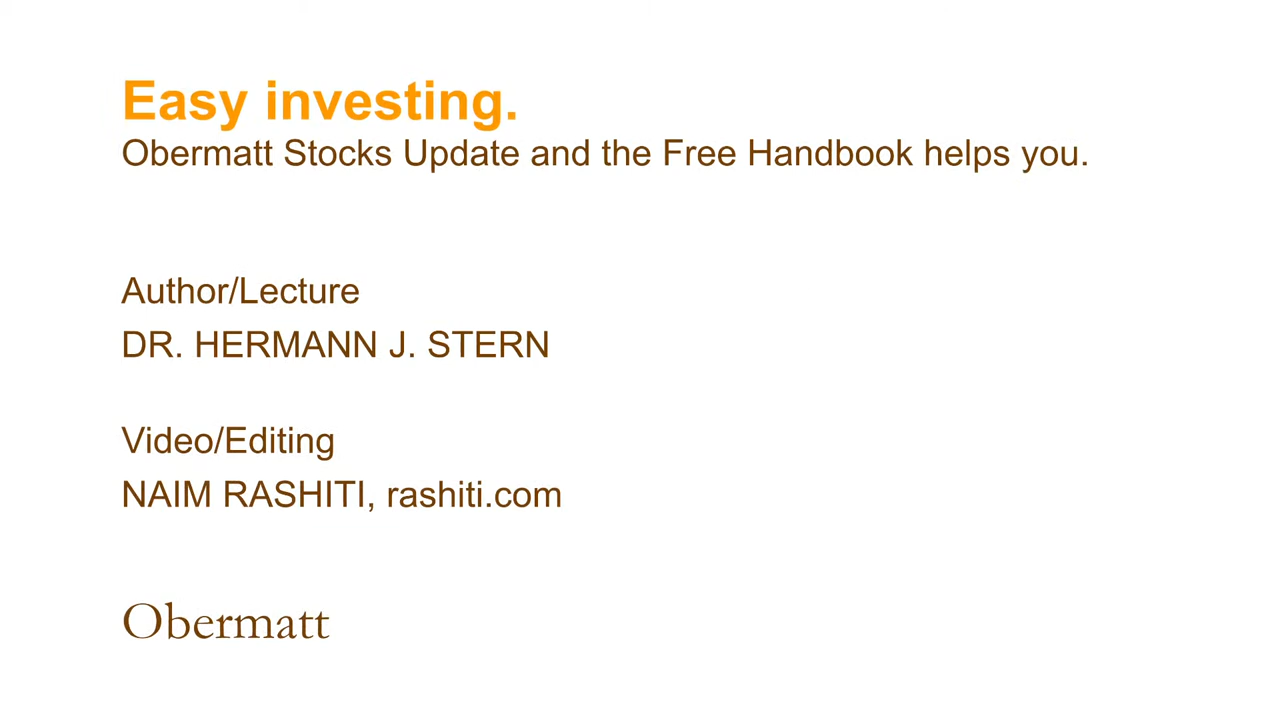 Easy investing.
Obermatt Stocks Update and the Free Handbook helps you.
Author/Lecture
DR. HERMANN J. STERN
Video/Editing
NAIM RASHITI, rashiti.com
Obermatt